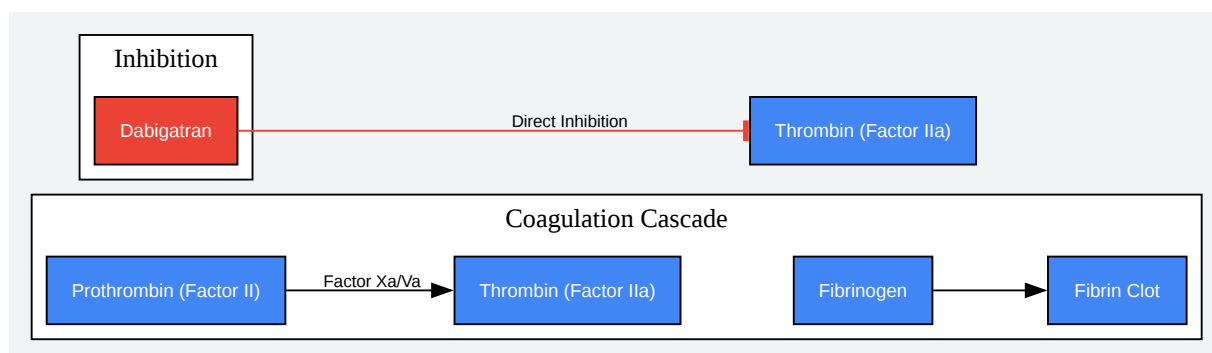 Inhibition
Dabigatran
Direct Inhibition
Thrombin (Factor IIa)
Coagulation Cascade
Prothrombin (Factor II)
Factor Xa/Va
Thrombin (Factor IIa)
Fibrinogen
Fibrin Clot